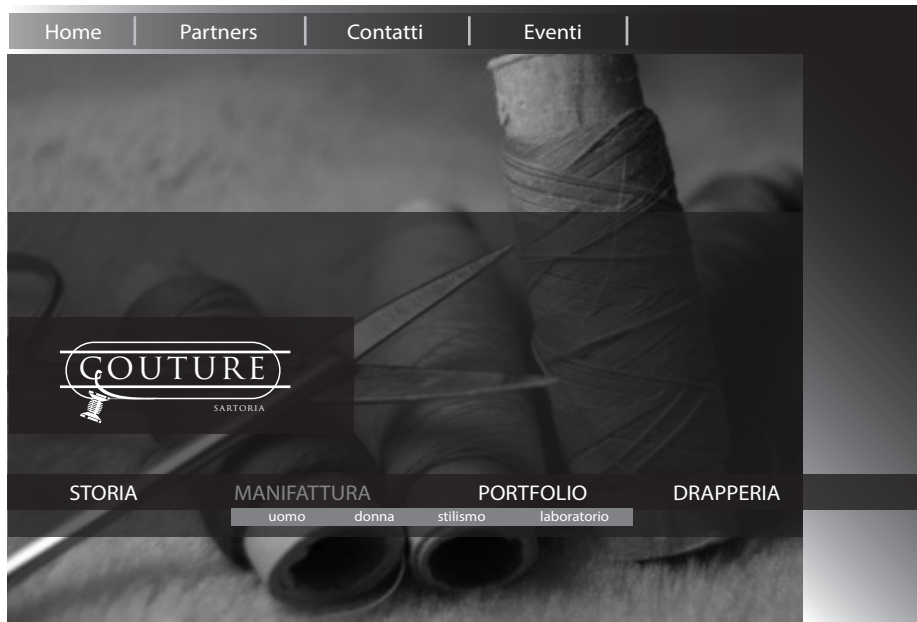 Home Partners Contatti Eventi
COUTURE
SARTORIA
STORIA MANIFATTURA PORTFOLIO DRAPPERIA
uomo donna stilismo laboratorio